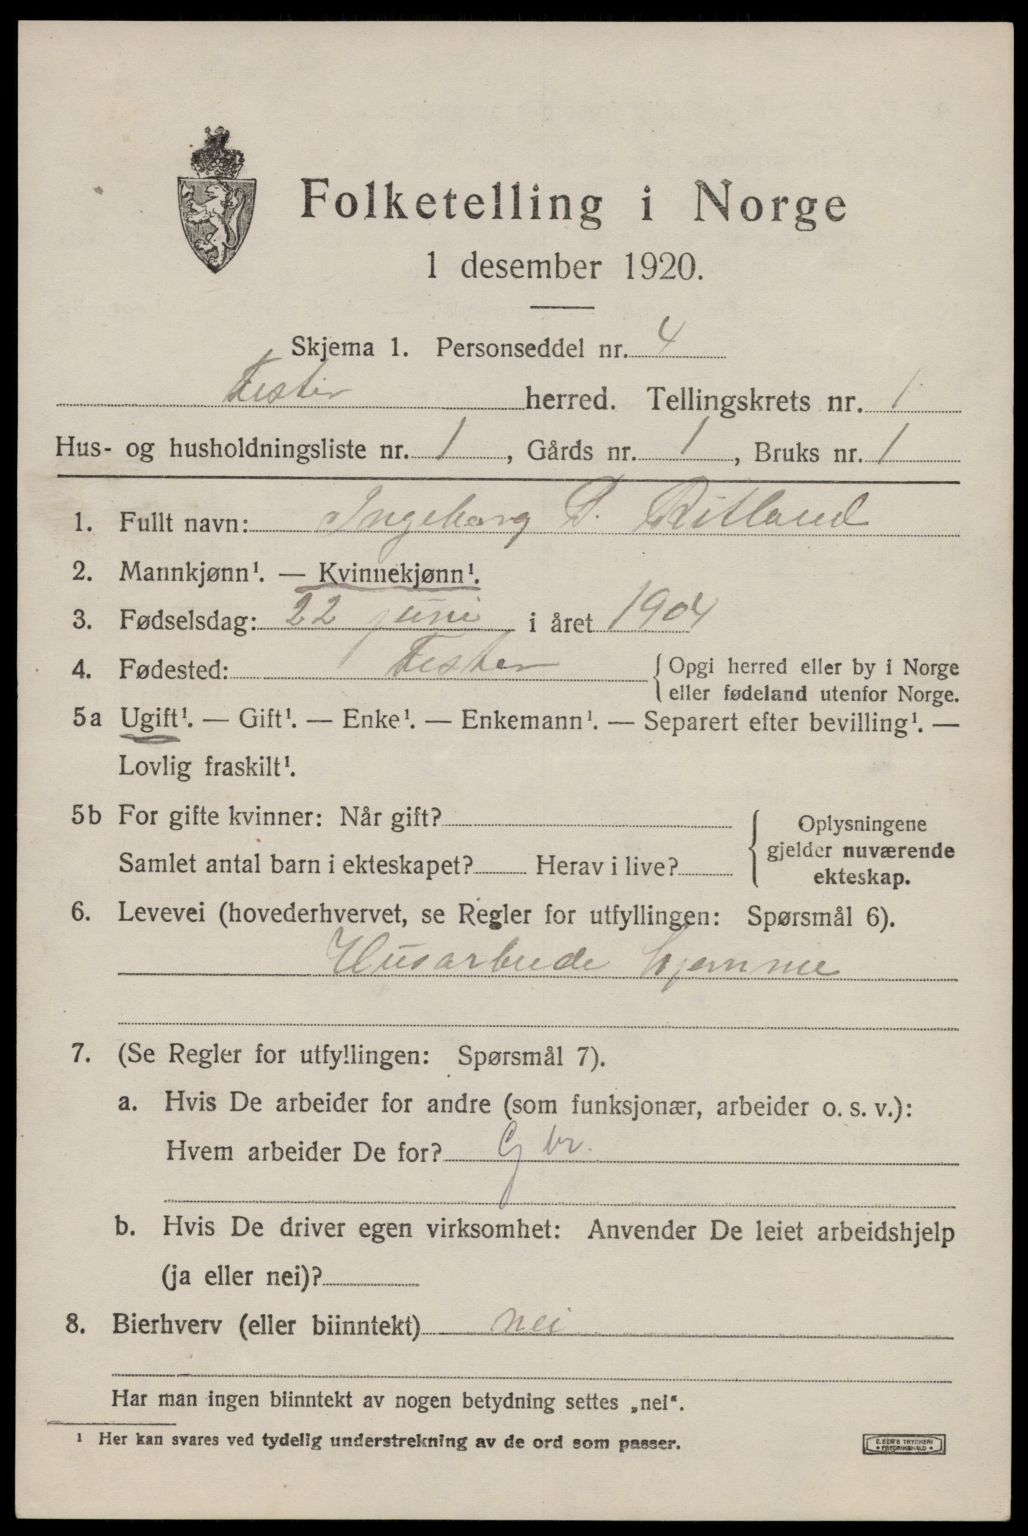 Folketelling i Norge
1 desember 1920.
Skjema 1. Personseddel nr. 4
Fister herred. Tellingskrets nr. 1
Hus- og husholdningsliste nr. 1, Gårds nr. 1, Bruks nr. 1
1. Fullt navn: Ingeborg P. Ritland
2. Mannkjønn¹. — Kvinnekjønn¹.
3. Fødselsdag: 22 juni i året 1904
4. Fødested: Fister { Opgi herred eller by i Norge
eller fødeland utenfor Norge.
5a Ugift¹. — Gift¹. — Enke¹. — Enkemann¹. — Separert efter bevilling¹. —
Lovlig fraskilt¹.
5b For gifte kvinner: Når gift?
Samlet antal barn i ekteskapet? Herav i live?
Oplysningene
gjelder nuværende
ekteskap.
6. Levevei (hovederhvervet, se Regler for utfyllingen: Spørsmål 6).
Husarbeide hjemme
7. (Se Regler for utfyllingen: Spørsmål 7).
a. Hvis De arbeider for andre (som funksjonær, arbeider o. s. v.):
Hvem arbeider De for? G br.
b. Hvis De driver egen virksomhet: Anvender De leiet arbeidshjelp
(ja eller nei)?
8. Bierhverv (eller biinntekt) nei
Har man ingen biinntekt av nogen betydning settes „nei“.
¹ Her kan svares ved tydelig understrekning av de ord som passer.